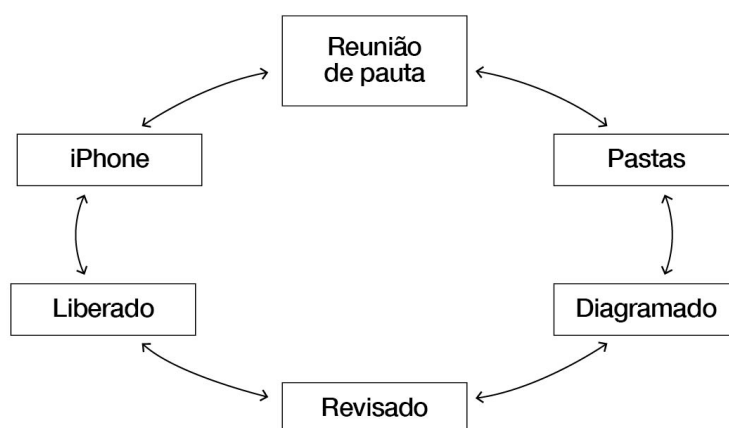 Reunião
de pauta
iPhone
Pastas
Liberado
Diagramado
Revisado